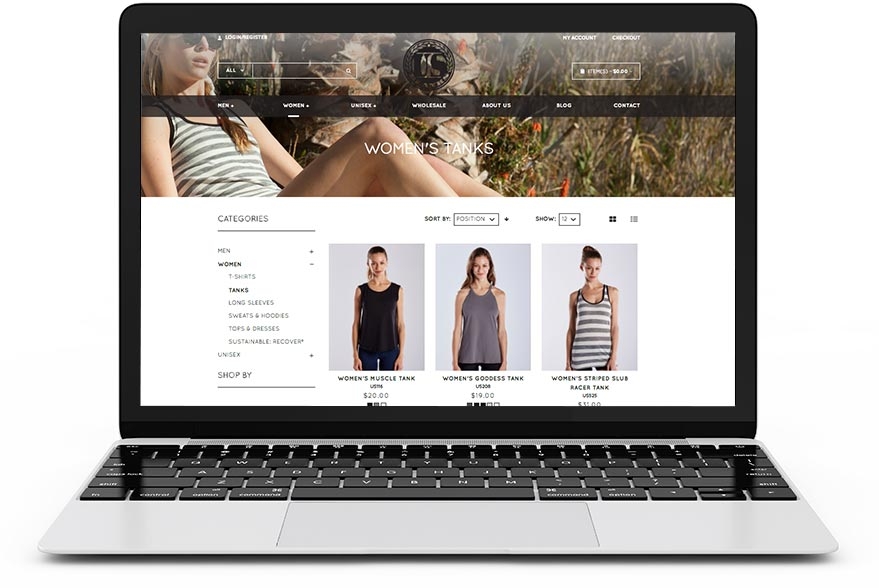 LOGIN/REGISTER
MY ACCOUNT CHECKOUT
ALL
ITEM(S) - $0.00
MEN + WOMEN + UNISEX + WHOLESALE ABOUT US BLOG CONTACT
WOMEN'S TANKS
CATEGORIES
SORT BY: POSITION SHOW: 12
MEN +
WOMEN −
T-SHIRTS
TANKS
LONG SLEEVES
SWEATS & HOODIES
TOPS & DRESSES
SUSTAINABLE: RECOVER®
UNISEX +
SHOP BY
WOMEN'S MUSCLE TANK
US116
$20.00
WOMEN'S GODDESS TANK
US208
$19.00
WOMEN'S STRIPED SLUB
RACER TANK
US525
$31.00
delete
tab Q W E R T Y U I O P
caps lock A S D F G H J K L return
shift Z X C V B N M shift
fn control option command command option